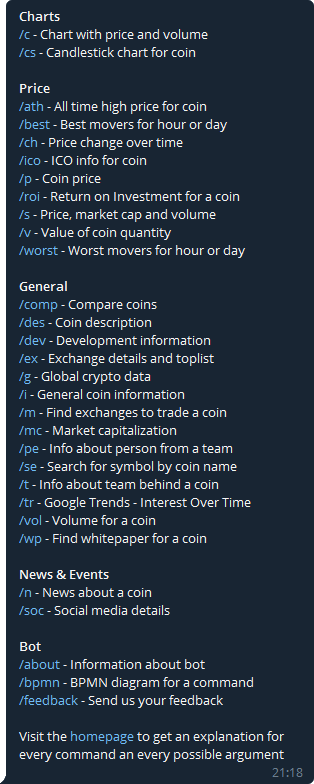 Charts
/c - Chart with price and volume
/cs - Candlestick chart for coin
Price
/ath - All time high price for coin
/best - Best movers for hour or day
/ch - Price change over time
/ico - ICO info for coin
/p - Coin price
/roi - Return on Investment for a coin
/s - Price, market cap and volume
/v - Value of coin quantity
/worst - Worst movers for hour or day
General
/comp - Compare coins
/des - Coin description
/dev - Development information
/ex - Exchange details and toplist
/g - Global crypto data
/i - General coin information
/m - Find exchanges to trade a coin
/mc - Market capitalization
/pe - Info about person from a team
/se - Search for symbol by coin name
/t - Info about team behind a coin
/tr - Google Trends - Interest Over Time
/vol - Volume for a coin
/wp - Find whitepaper for a coin
News & Events
/n - News about a coin
/soc - Social media details
Bot
/about - Information about bot
/bpmn - BPMN diagram for a command
/feedback - Send us your feedback
Visit the homepage to get an explanation for
every command an every possible argument
21:18